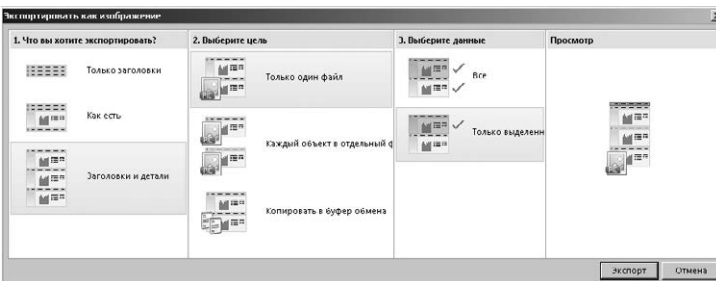 Экспортировать как изображение
1. Что вы хотите экспортировать?
Только заголовки
Как есть
Заголовки и детали
2. Выберите цель
Только один файл
Каждый объект в отдельный ф
Копировать в буфер обмена
3. Выберите данные
Все
Только выделенн
Просмотр
Экспорт
Отмена